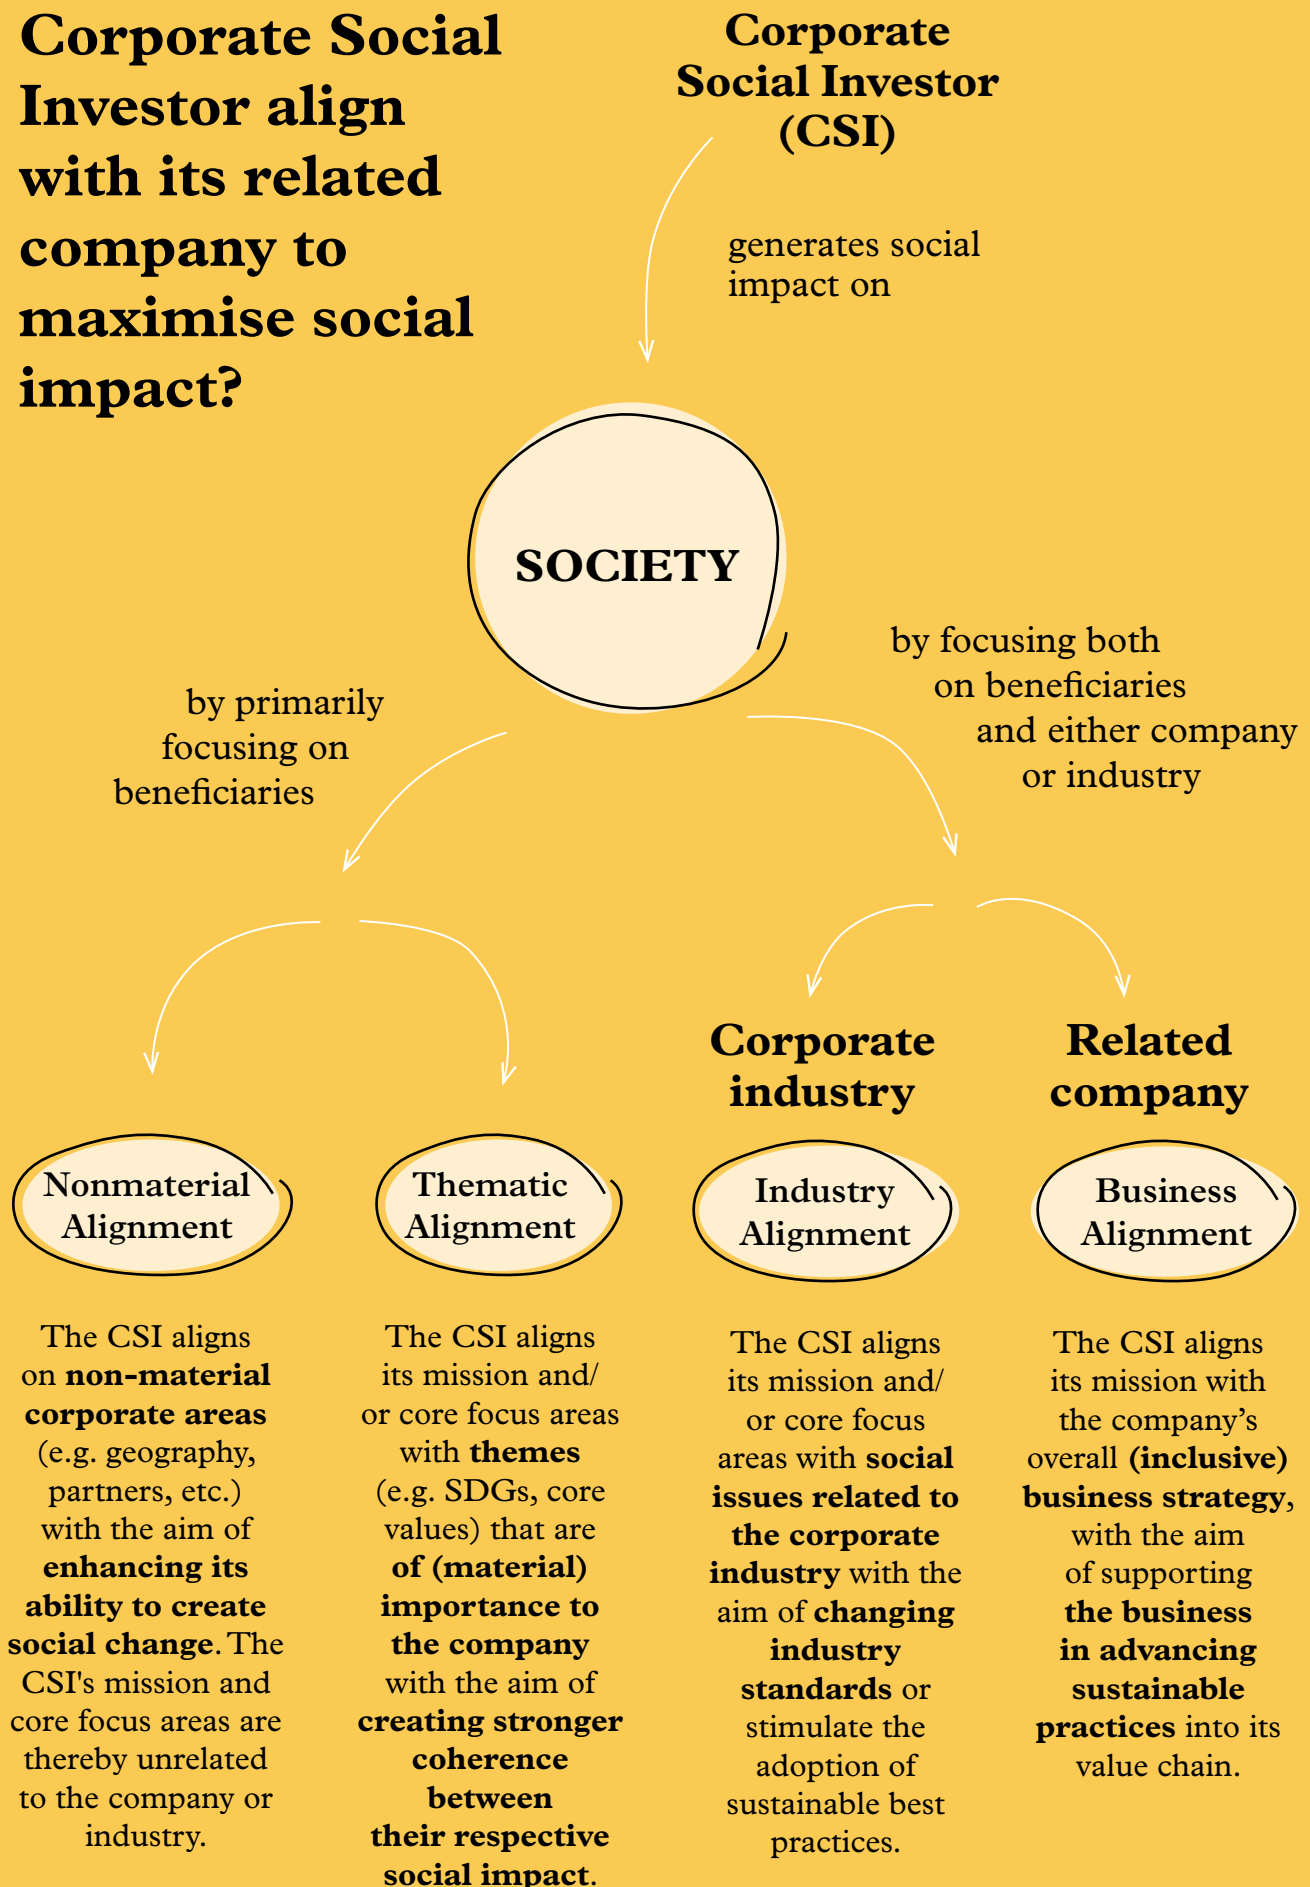 Corporate Social
Investor align
with its related
company to
maximise social
impact?
Corporate
Social Investor
(CSI)
generates social
impact on
SOCIETY
by primarily
focusing on
beneficiaries
by focusing both
on beneficiaries
and either company
or industry
Nonmaterial
Alignment
The CSI aligns
on non-material
corporate areas
(e.g. geography,
partners, etc.)
with the aim of
enhancing its
ability to create
social change. The
CSI's mission and
core focus areas are
thereby unrelated
to the company or
industry.
Thematic
Alignment
The CSI aligns
its mission and/
or core focus areas
with themes
(e.g. SDGs, core
values) that are
of (material)
importance to
the company
with the aim of
creating stronger
coherence
between
their respective
social impact.
Corporate
industry
Industry
Alignment
The CSI aligns
its mission and/
or core focus
areas with social
issues related to
the corporate
industry with the
aim of changing
industry
standards or
stimulate the
adoption of
sustainable best
practices.
Related
company
Business
Alignment
The CSI aligns
its mission with
the company’s
overall (inclusive)
business strategy,
with the aim
of supporting
the business
in advancing
sustainable
practices into its
value chain.